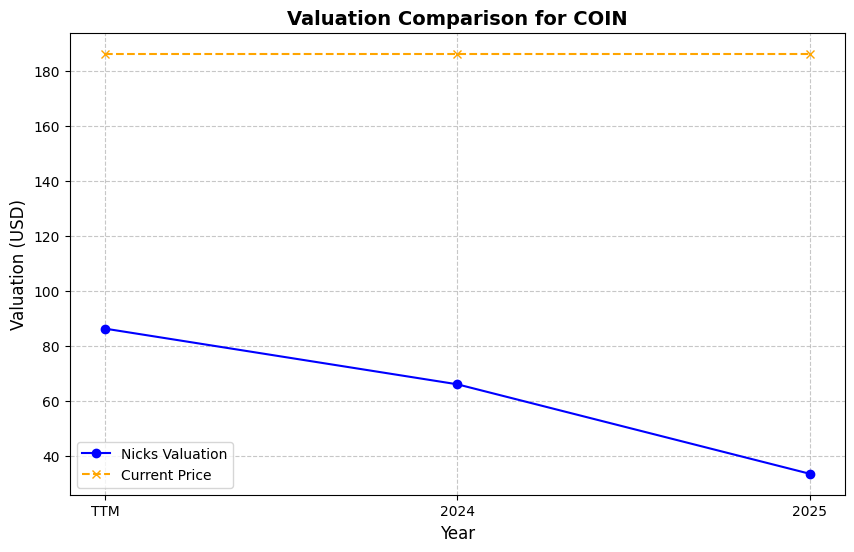 Valuation Comparison for COIN
Valuation (USD)
180
160
140
120
100
80
60
40
Nicks Valuation
Current Price
TTM
2024
2025
Year